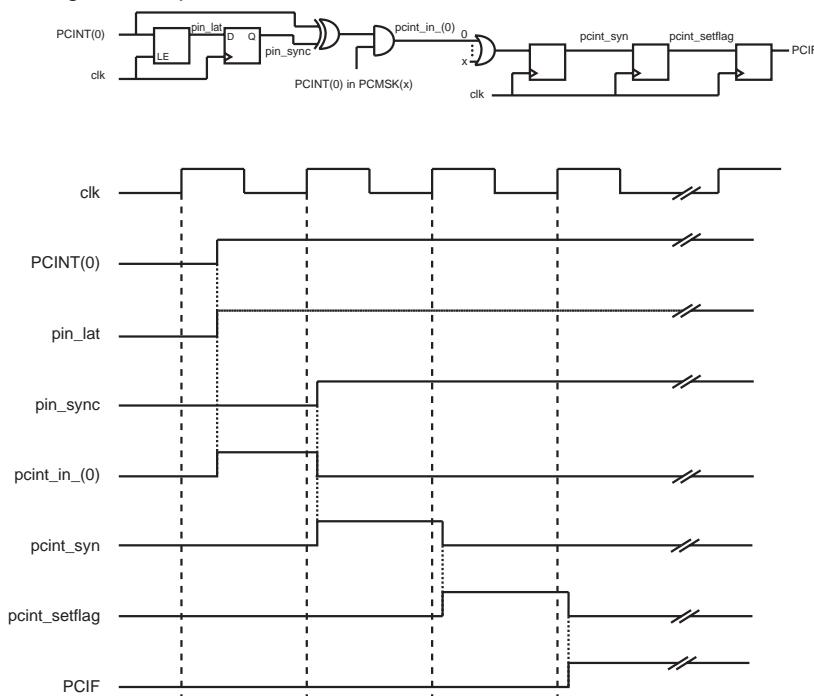 PCINT(0)
pin_lat
D Q
LE
pin_sync
clk
PCINT(0) in PCMSK(x)
pcint_in_(0)
0
x
clk
pcint_syn
pcint_setflag
PCIF
clk
PCINT(0)
pin_lat
pin_sync
pcint_in_(0)
pcint_syn
pcint_setflag
PCIF